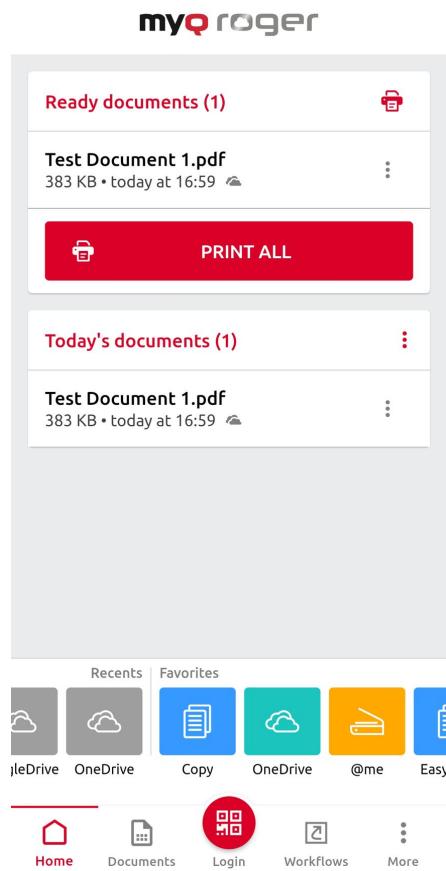 myQ roger
Ready documents (1)
Test Document 1.pdf
383 KB • today at 16:59
PRINT ALL
Today's documents (1)
Test Document 1.pdf
383 KB • today at 16:59
Recents Favorites
gleDrive OneDrive Copy OneDrive @me Easy
Home Documents Login Workflows More